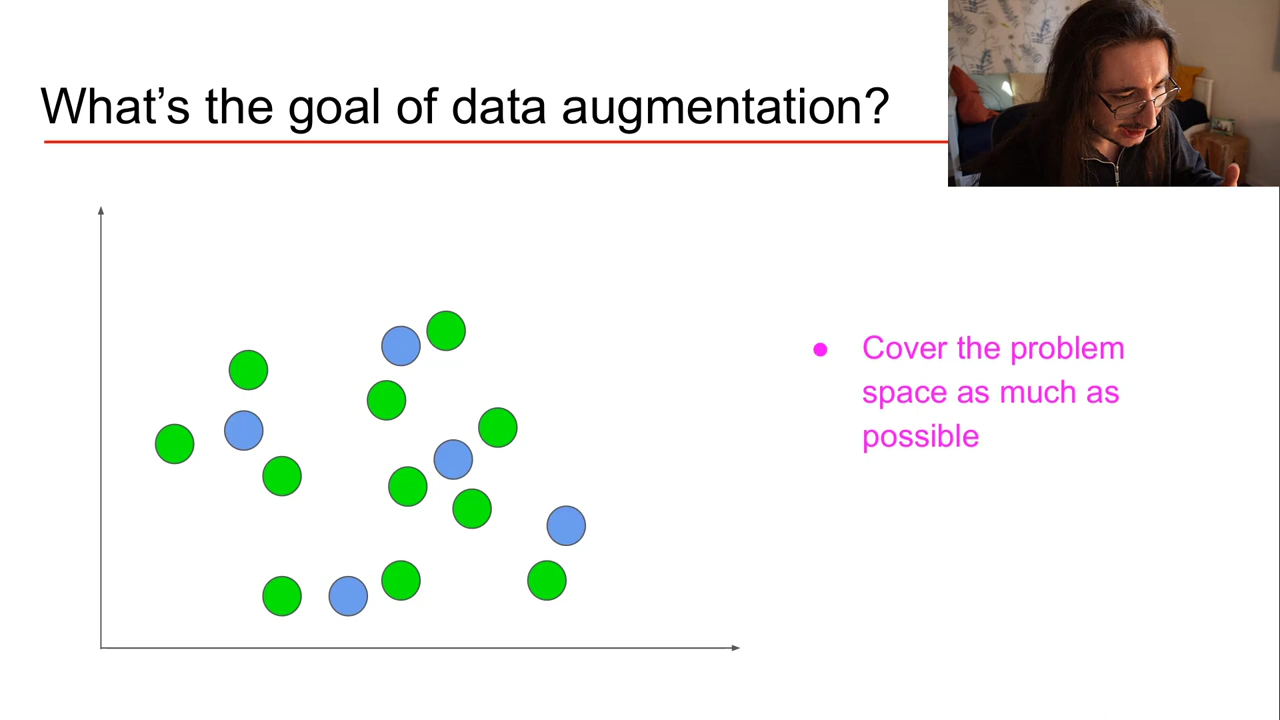 What’s the goal of data augmentation?
● Cover the problem
space as much as
possible